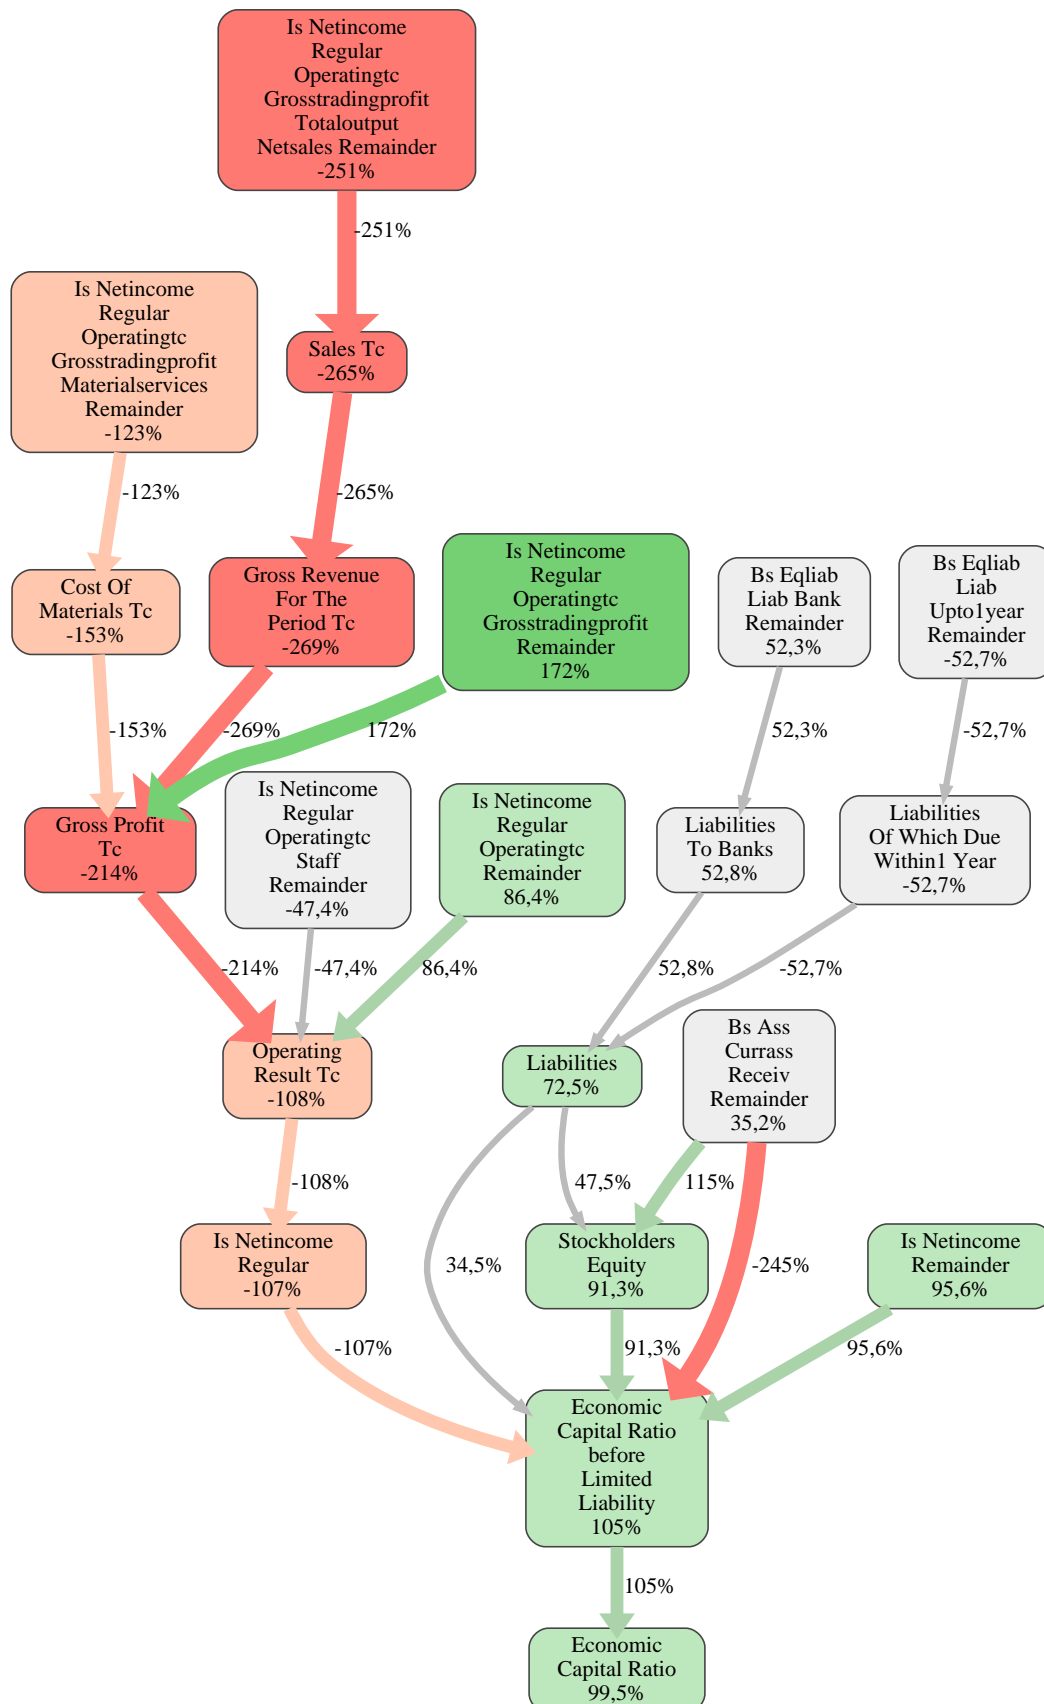 Is Netincome
Regular
Operatingtc
Grosstradingprofit
Totaloutput
Netsales Remainder
-251%
-251%
Is Netincome
Regular
Operatingtc
Grosstradingprofit
Materialservices
Remainder
-123%
Sales Tc
-265%
-123%
-265%
Cost Of
Materials Tc
-153%
Gross Revenue
For The
Period Tc
-269%
Is Netincome
Regular
Operatingtc
Grosstradingprofit
Remainder
172%
Bs Eqliab
Liab Bank
Remainder
52,3%
Bs Eqliab
Liab
Upto1year
Remainder
-52,7%
-153%
-269%
172%
52,3%
-52,7%
Gross Profit
Tc
-214%
Is Netincome
Regular
Operatingtc
Staff
Remainder
-47,4%
Is Netincome
Regular
Operatingtc
Remainder
86,4%
Liabilities
To Banks
52,8%
Liabilities
Of Which Due
Within1 Year
-52,7%
-214%
-47,4%
86,4%
52,8%
-52,7%
Operating
Result Tc
-108%
Liabilities
72,5%
Bs Ass
Currass
Receiv
Remainder
35,2%
-108%
47,5%
115%
Is Netincome
Regular
-107%
34,5%
Stockholders
Equity
91,3%
-245%
Is Netincome
Remainder
95,6%
-107%
91,3%
95,6%
Economic
Capital Ratio
before
Limited
Liability
105%
105%
Economic
Capital Ratio
99,5%